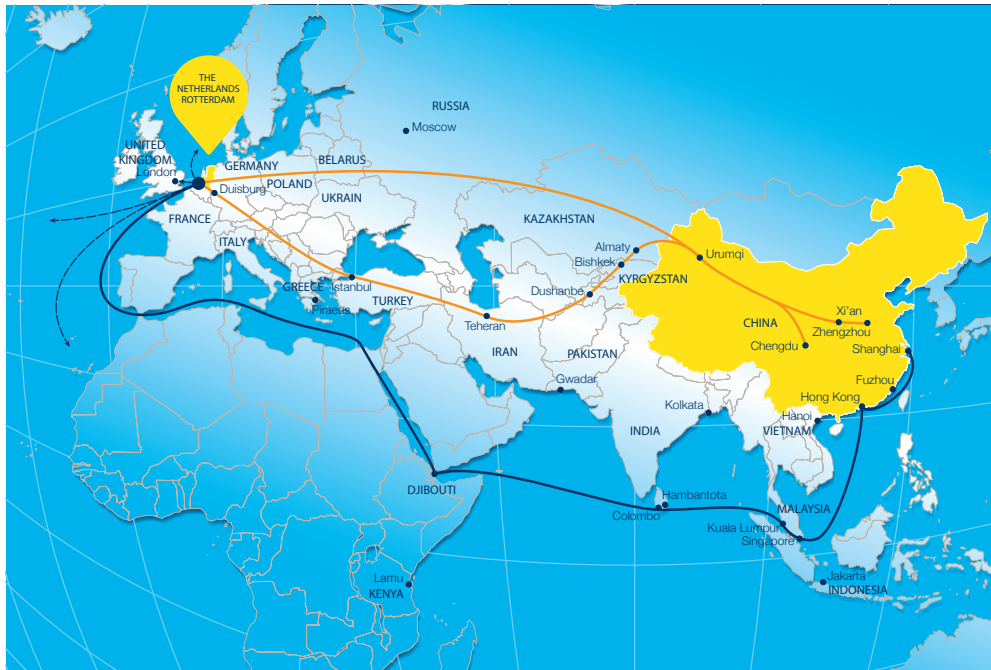 THE
NETHERLANDS
ROTTERDAM
RUSSIA
Moscow
UNITED
KINGDOM
London
GERMANY
BELARUS
POLAND
Duisburg
UKRAIN
FRANCE
KAZAKHSTAN
ITALY
Almaty
Urumqi
Bishkek
KYRGYZSTAN
GREECE
Istanbul
Dushanbe
TURKEY
Piraeus
Xi'an
Teheran
CHINA
Zhengzhou
Chengdu
Shanghai
IRAN
PAKISTAN
Gwadar
Fuzhou
Hong Kong
Kolkata
Hanoi
INDIA
VIETNAM
DJIBOUTI
Hambantota
Colombo
MALAYSIA
Kuala Lumpur
Singapore
Lamu
KENYA
Jakarta
INDONESIA